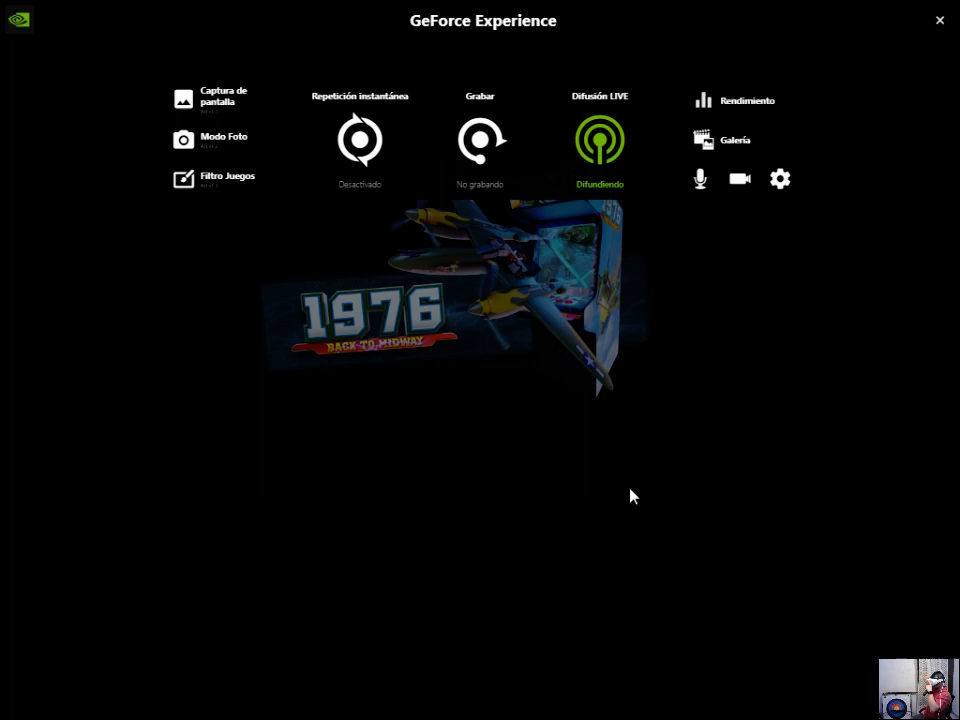 GeForce Experience
Captura de
pantalla
Repetición instantánea
Grabar
Difusión LIVE
Rendimiento
Modo Foto
Galería
Filtro Juegos
Desactivado
No grabando
Difundiendo
1976
1976
BACK TO MIDWAY